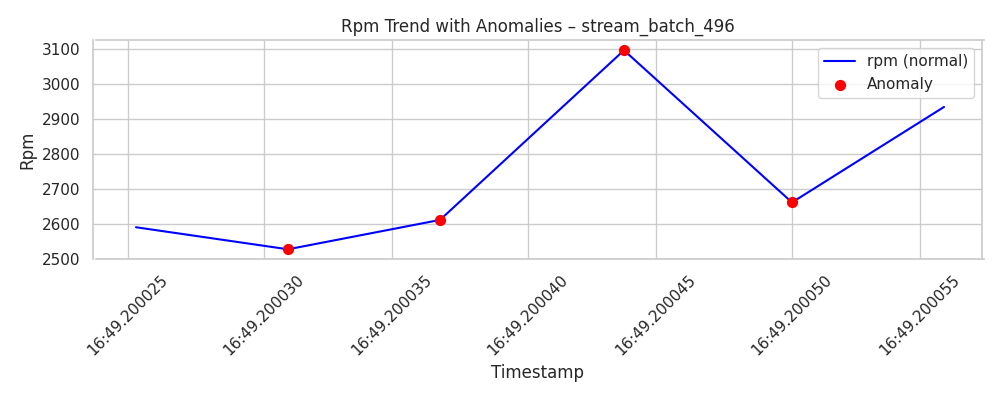 Rpm Trend with Anomalies – stream_batch_496
rpm (normal)
Anomaly
Rpm
3100
3000
2900
2800
2700
2600
2500
16:49.200025
16:49.200030
16:49.200035
16:49.200040
16:49.200045
16:49.200050
16:49.200055
Timestamp